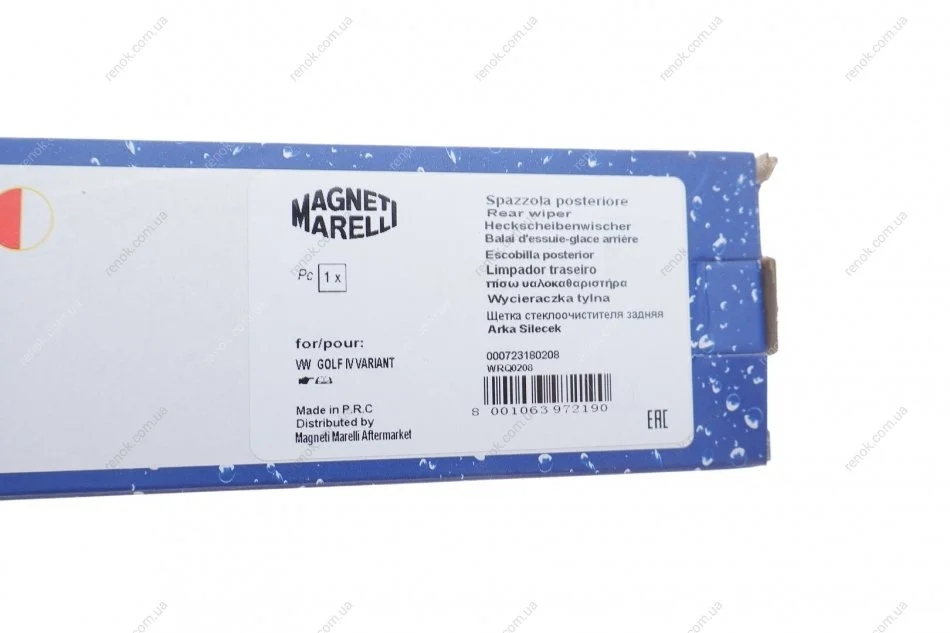 MAGNETI
MARELLI
Pc 1 x
for/pour:
VW GOLF IV VARIANT
Made in P.R.C
Distributed by
Magneti Marelli Aftermarket
Spazzola posteriore
Rear wiper
Heckscheibenwischer
Balai d'essuie-glace arrière
Escobilla posterior
Limpador traseiro
πίσω υαλοκαθαριστήρα
Wycieraczka tylna
Щетка стеклоочистителя задняя
Arka Silecek
000723180208
WRQ0208
8 001063 972190
EAC
renok.com.ua